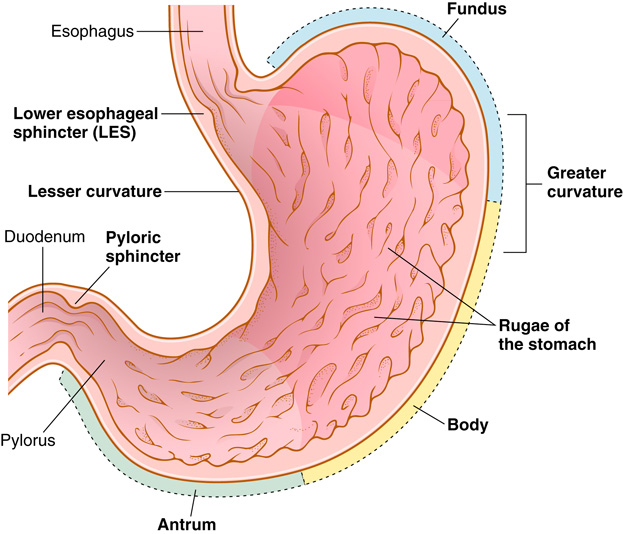 Fundus
Esophagus
Lower esophageal
sphincter (LES)
Greater
curvature
Lesser curvature
Duodenum
Pyloric
sphincter
Rugae of
the stomach
Body
Pylorus
Antrum